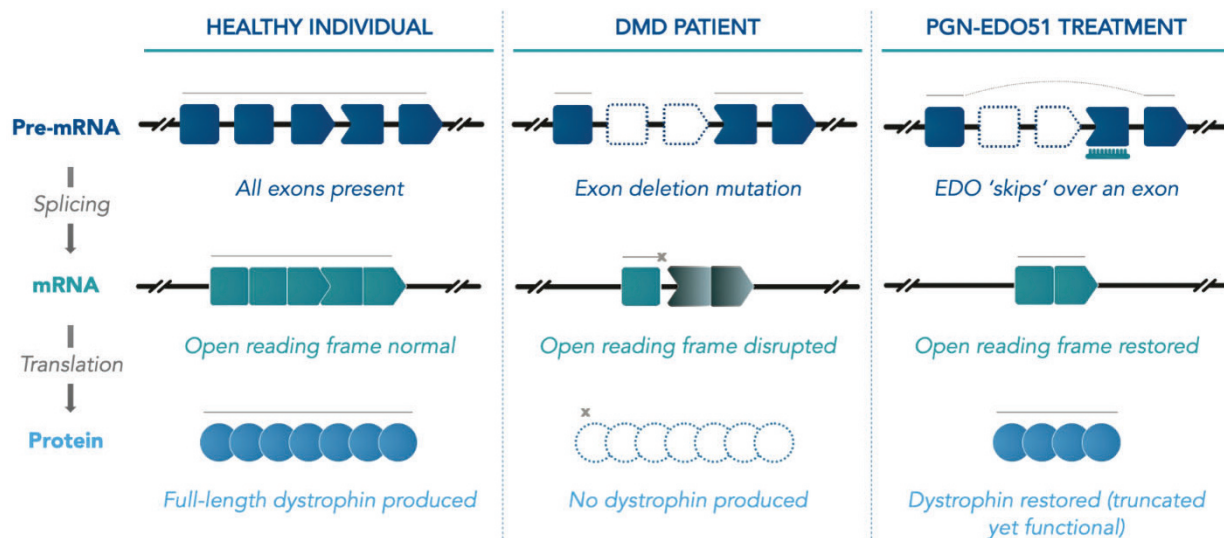 HEALTHY INDIVIDUAL
DMD PATIENT
PGN-EDO51 TREATMENT
Pre-mRNA
All exons present
Exon deletion mutation
EDO ‘skips’ over an exon
Splicing
mRNA
Open reading frame normal
Open reading frame disrupted
Open reading frame restored
Translation
Protein
Full-length dystrophin produced
No dystrophin produced
Dystrophin restored (truncated
yet functional)